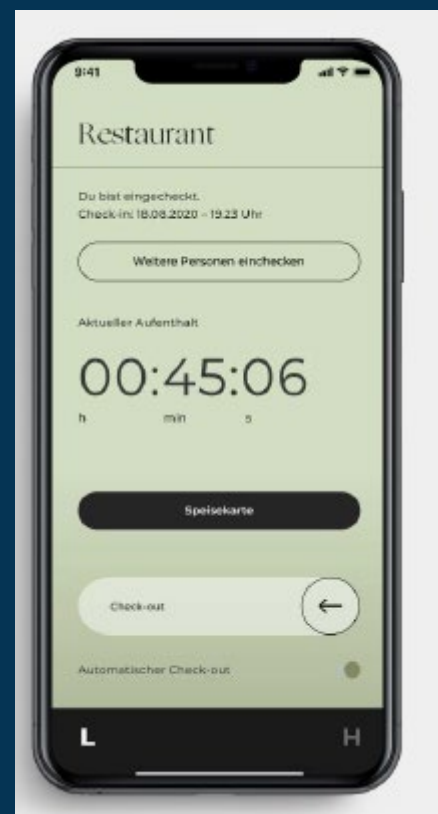 9:41
Restaurant
Du bist eingecheckt.
Check-in: 18.08.2020 – 19.23 Uhr
Weitere Personen einchecken
Aktueller Aufenthalt
00:45:06
h min s
Speisekarte
Check-out
Automatischer Check-out
L H